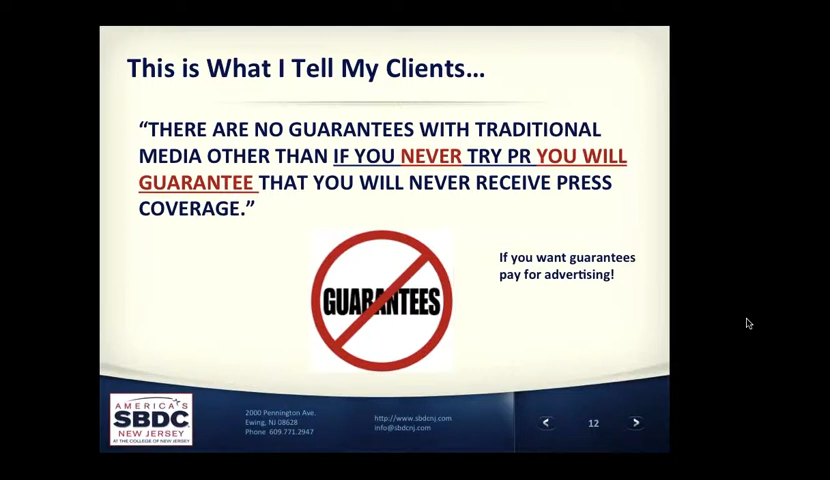 This is What I Tell My Clients...
“THERE ARE NO GUARANTEES WITH TRADITIONAL
MEDIA OTHER THAN IF YOU NEVER TRY PR YOU WILL
GUARANTEE THAT YOU WILL NEVER RECEIVE PRESS
COVERAGE.”
If you want guarantees
pay for advertising!
GUARANTEES
AMERICA'S
SBDC
NEW JERSEY
AT THE COLLEGE OF NEW JERSEY
2000 Pennington Ave.
Ewing, NJ 08628
Phone 609.771.2947
http://www.sbdcnj.com
info@sbdcnj.com
< 12 >